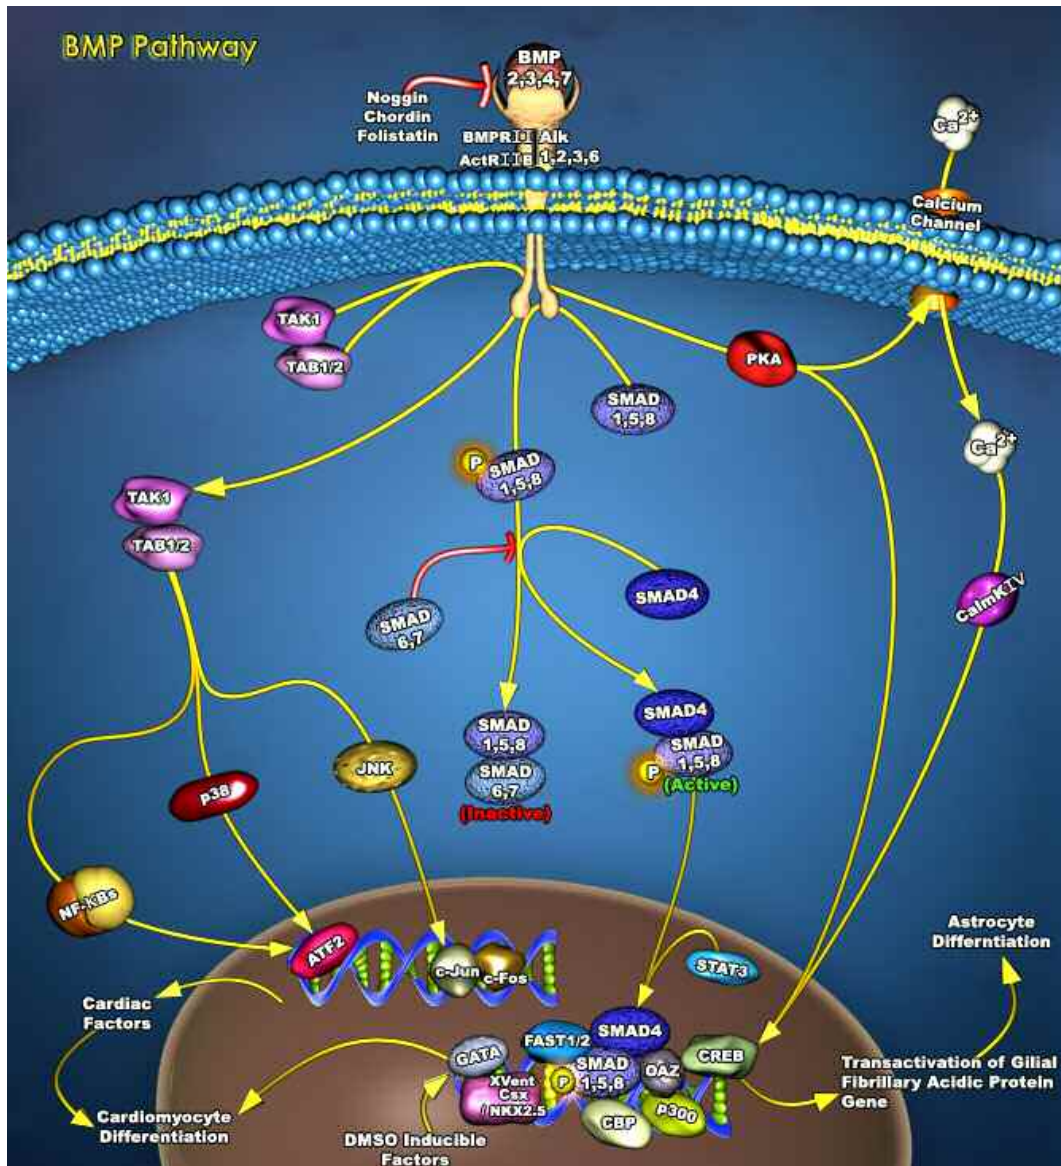 BMP Pathway
BMP
2,3,4,7
Noggin
Chordin
Folistatin
BMPRII
ActRIIB
Alk
1,2,3,6
Ca2+
Calcium
Channel
TAK1
TAB1/2
PKA
SMAD
1,5,8
Ca2+
P
SMAD
1,5,8
TAK1
TAB1/2
SMAD4
CalmKIV
SMAD
6,7
SMAD4
SMAD
1,5,8
P
(Active)
SMAD
1,5,8
SMAD
6,7
(Inactive)
JNK
p38
NF-κBs
ATF2
c-Jun
c-Fos
STAT3
Astrocyte
Differntiation
Cardiac
Factors
SMAD4
FAST1/2
GATA
SMAD
1,5,8
P
OAZ
CREB
XVent
Csx
/NKX2.5
CBP
p300
Transactivation of Gilial
Fibrillary Acidic Protein
Gene
Cardiomyocyte
Differentiation
DMSO Inducible
Factors